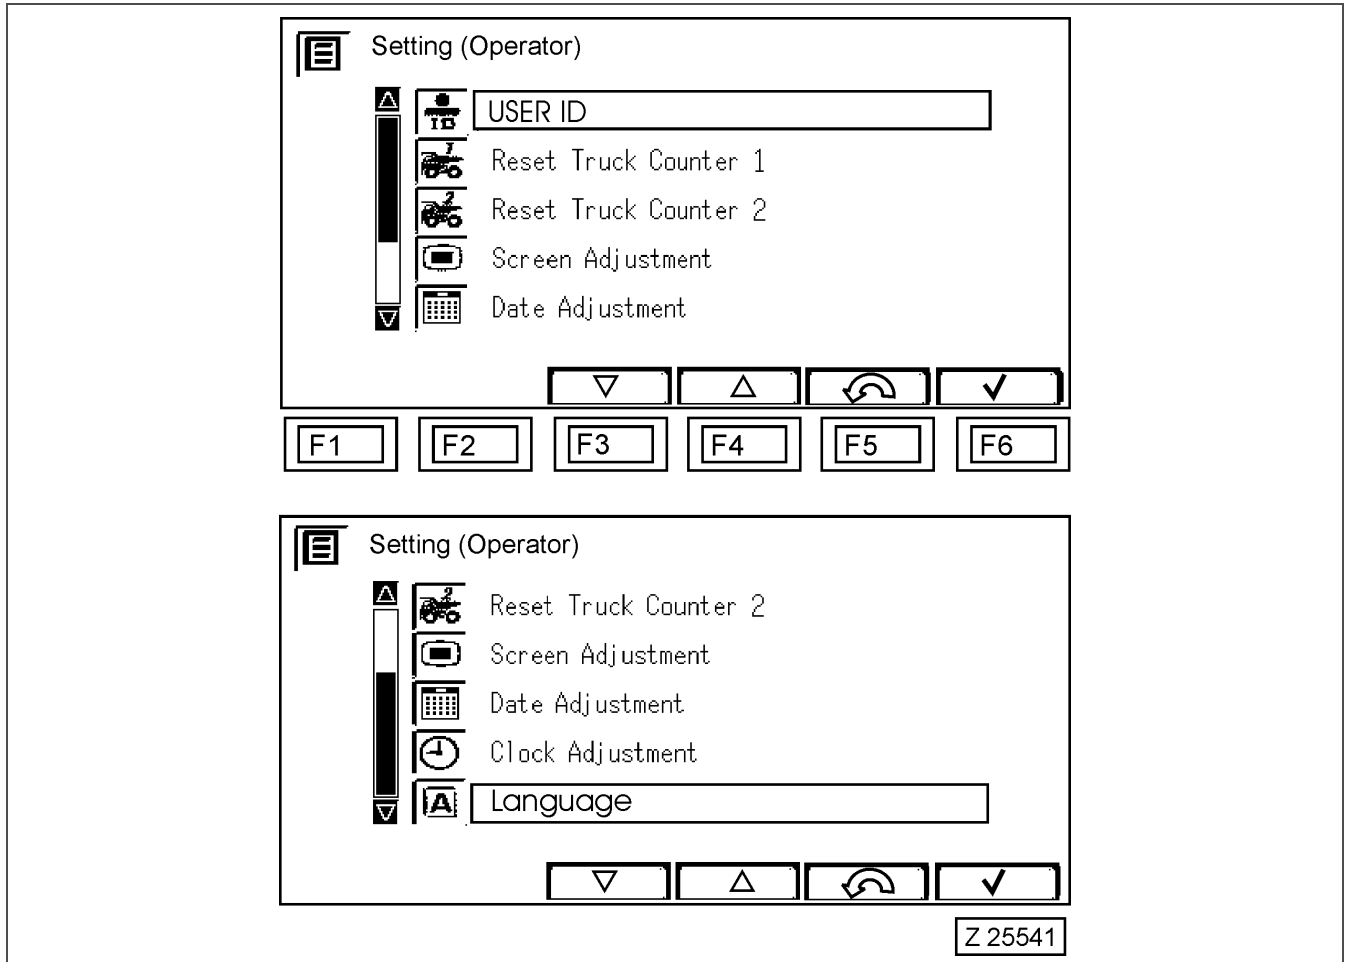 Setting (Operator)
USER ID
Reset Truck Counter 1
Reset Truck Counter 2
Screen Adjustment
Date Adjustment
F1 F2 F3 F4 F5 F6
Setting (Operator)
Reset Truck Counter 2
Screen Adjustment
Date Adjustment
Clock Adjustment
A Language
Z 25541